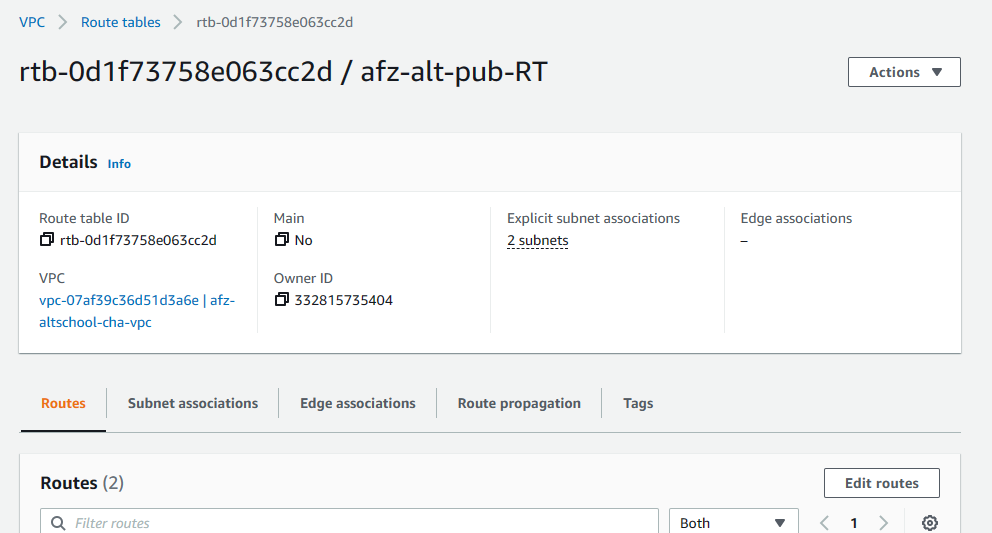 VPC > Route tables > rtb-0d1f73758e063cc2d
rtb-0d1f73758e063cc2d / afz-alt-pub-RT
Actions
Details Info
Route table ID
rtb-0d1f73758e063cc2d
Main
No
Explicit subnet associations
2 subnets
Edge associations
–
VPC
vpc-07af39c36d51d3a6e | afz-
altschool-cha-vpc
Owner ID
332815735404
Routes Subnet associations Edge associations Route propagation Tags
Routes (2)
Edit routes
Filter routes
Both
1